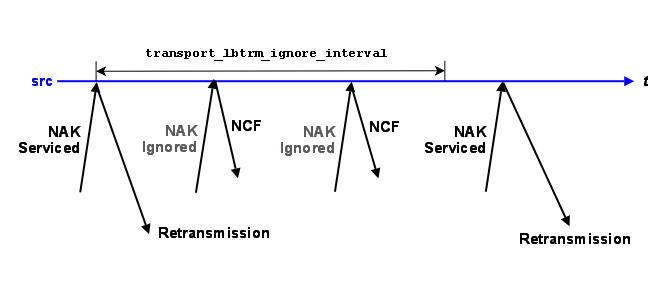 transport_lbtrm_ignore_interval
src
t
NAK
Serviced
NAK
Ignored
NCF
NAK
Ignored
NCF
NAK
Serviced
Retransmission
Retransmission